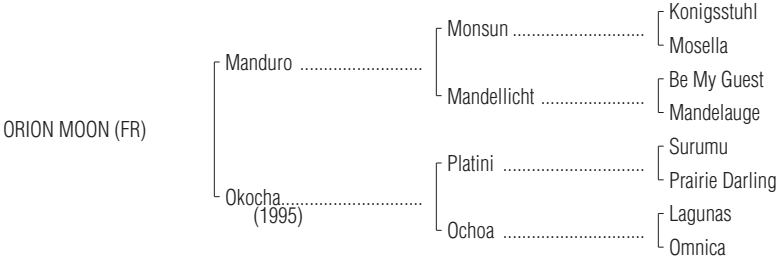 Konigsstuhl
Monsun ..............................
Mosella
Manduro ...........................
Be My Guest
Mandellicht .......................
Mandelauge
ORION MOON (FR)
Surumu
Platini ...............................
Prairie Darling
Okocha...............................
(1995)
Lagunas
Ochoa ...............................
Omnica